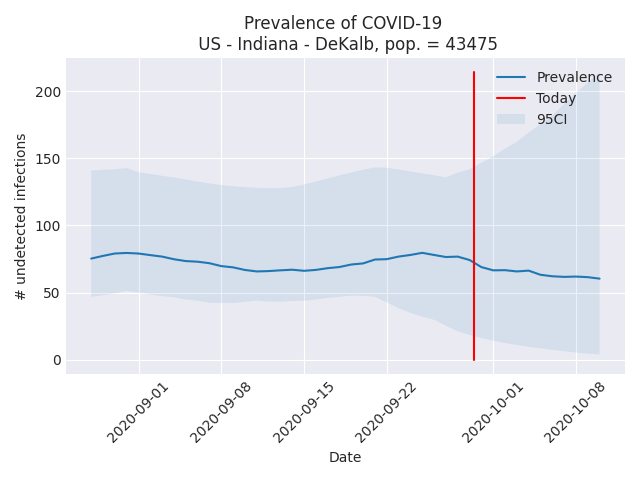 Prevalence of COVID-19
US - Indiana - DeKalb, pop. = 43475
Prevalence
Today
95CI
# undetected infections
200
150
100
50
0
2020-09-01
2020-09-08
2020-09-15
2020-09-22
2020-10-01
2020-10-08
Date